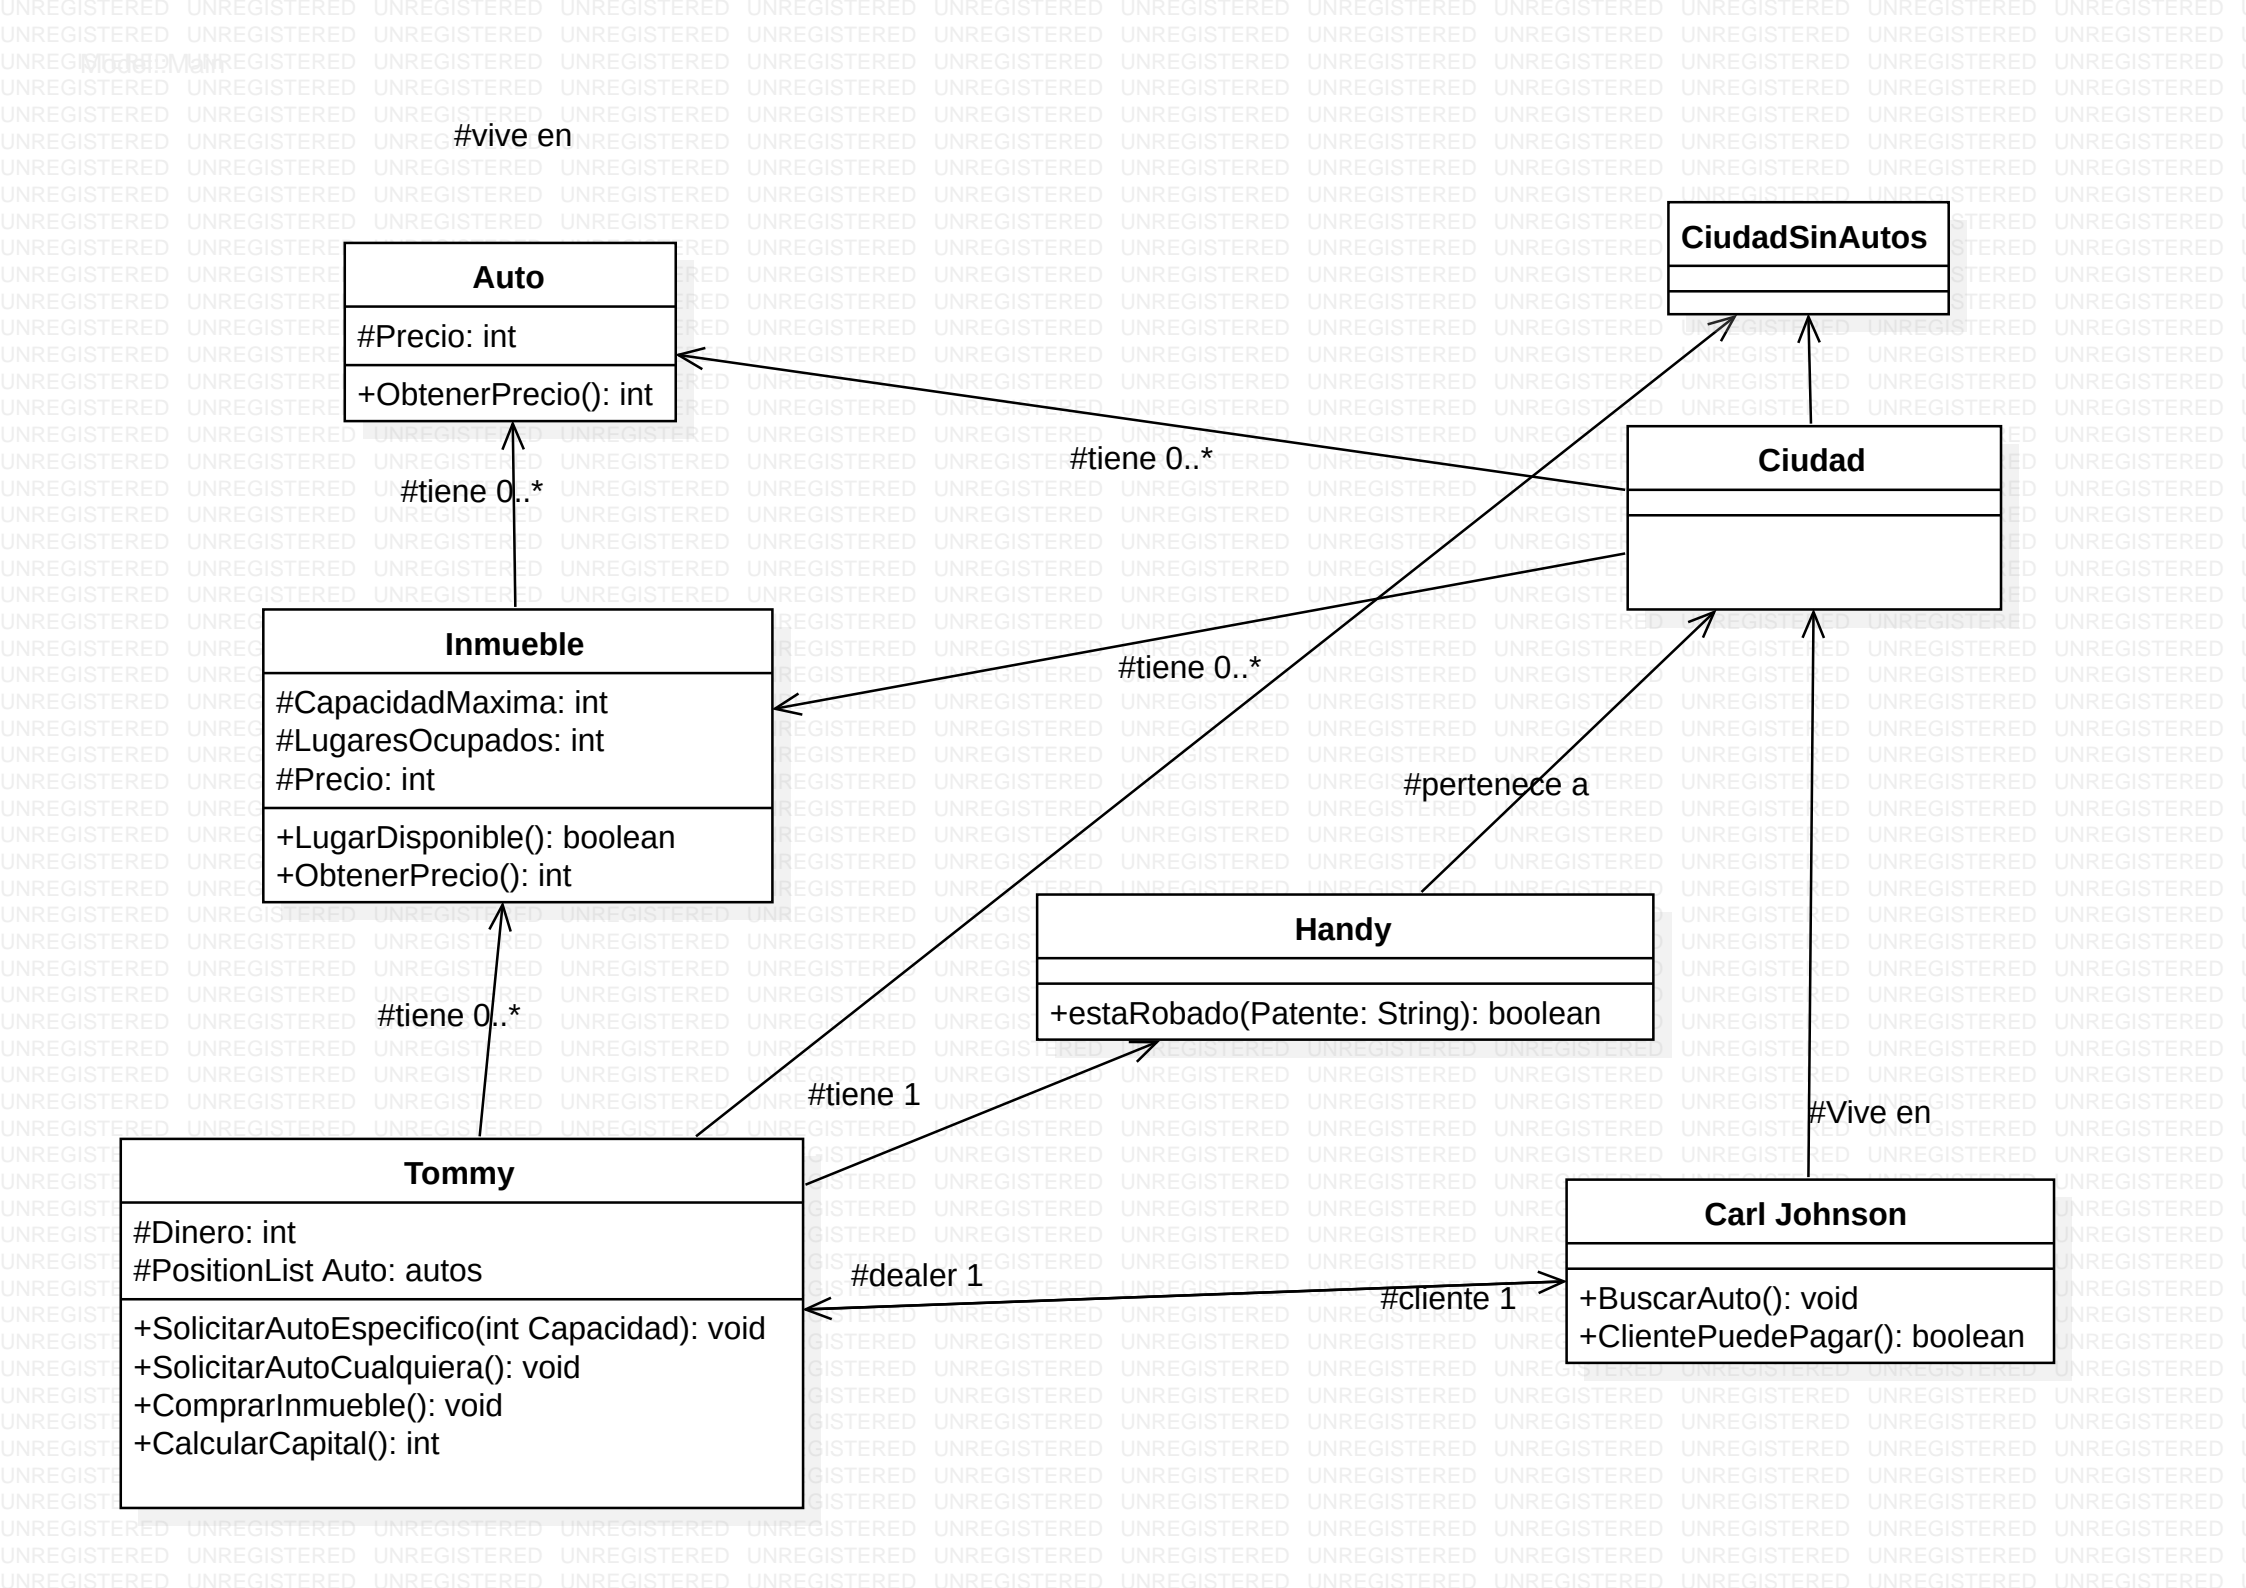 Model::Main
#vive en
CiudadSinAutos
Auto
#Precio: int
+ObtenerPrecio(): int
#tiene 0..*
Ciudad
#tiene 0..*
Inmueble
#CapacidadMaxima: int
#LugaresOcupados: int
#Precio: int
+LugarDisponible(): boolean
+ObtenerPrecio(): int
#tiene 0..*
#pertenece a
Handy
+estaRobado(Patente: String): boolean
#tiene 0..*
#tiene 1
#Vive en
Tommy
#Dinero: int
#PositionList Auto: autos
+SolicitarAutoEspecifico(int Capacidad): void
+SolicitarAutoCualquiera(): void
+ComprarInmueble(): void
+CalcularCapital(): int
#dealer 1
#cliente 1
Carl Johnson
+BuscarAuto(): void
+ClientePuedePagar(): boolean
UNREGISTERED